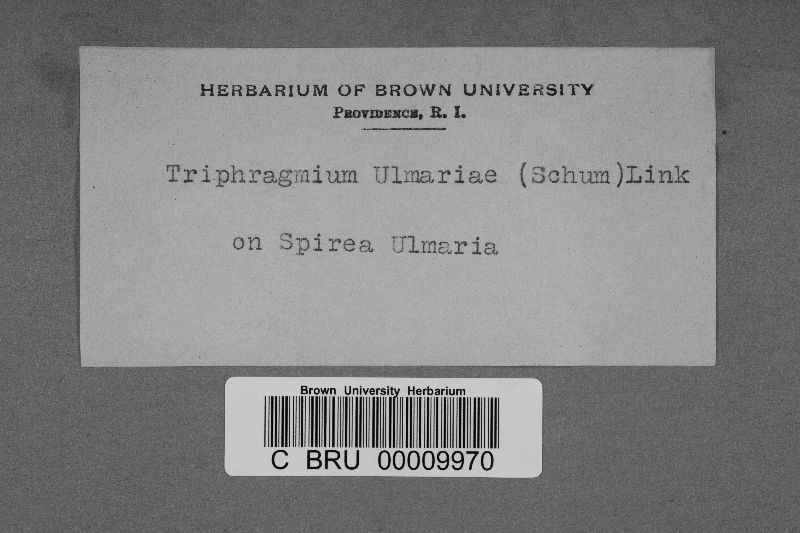 HERBARIUM OF BROWN UNIVERSITY
PROVIDENCE, R. I.
Triphragmium Ulmariae (Schum)Link
on Spirea Ulmaria
Brown University Herbarium
C BRU 00009970